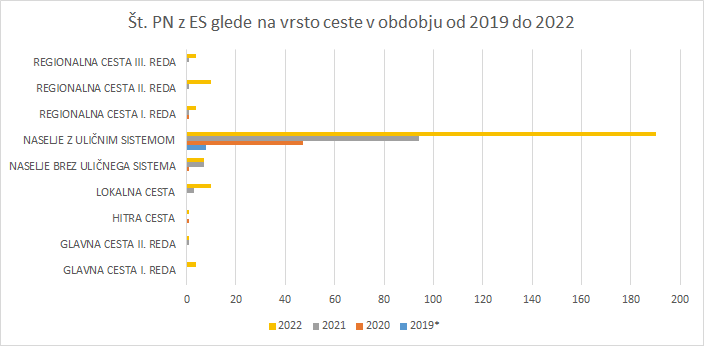 Št. PN z ES glede na vrsto ceste v obdobju od 2019 do 2022
REGIONALNA CESTA III. REDA
REGIONALNA CESTA II. REDA
REGIONALNA CESTA I. REDA
NASELJE Z ULIČNIM SISTEMOM
NASELJE BREZ ULIČNEGA SISTEMA
LOKALNA CESTA
HITRA CESTA
GLAVNA CESTA II. REDA
GLAVNA CESTA I. REDA
0 20 40 60 80 100 120 140 160 180 200
2022 2021 2020 2019*